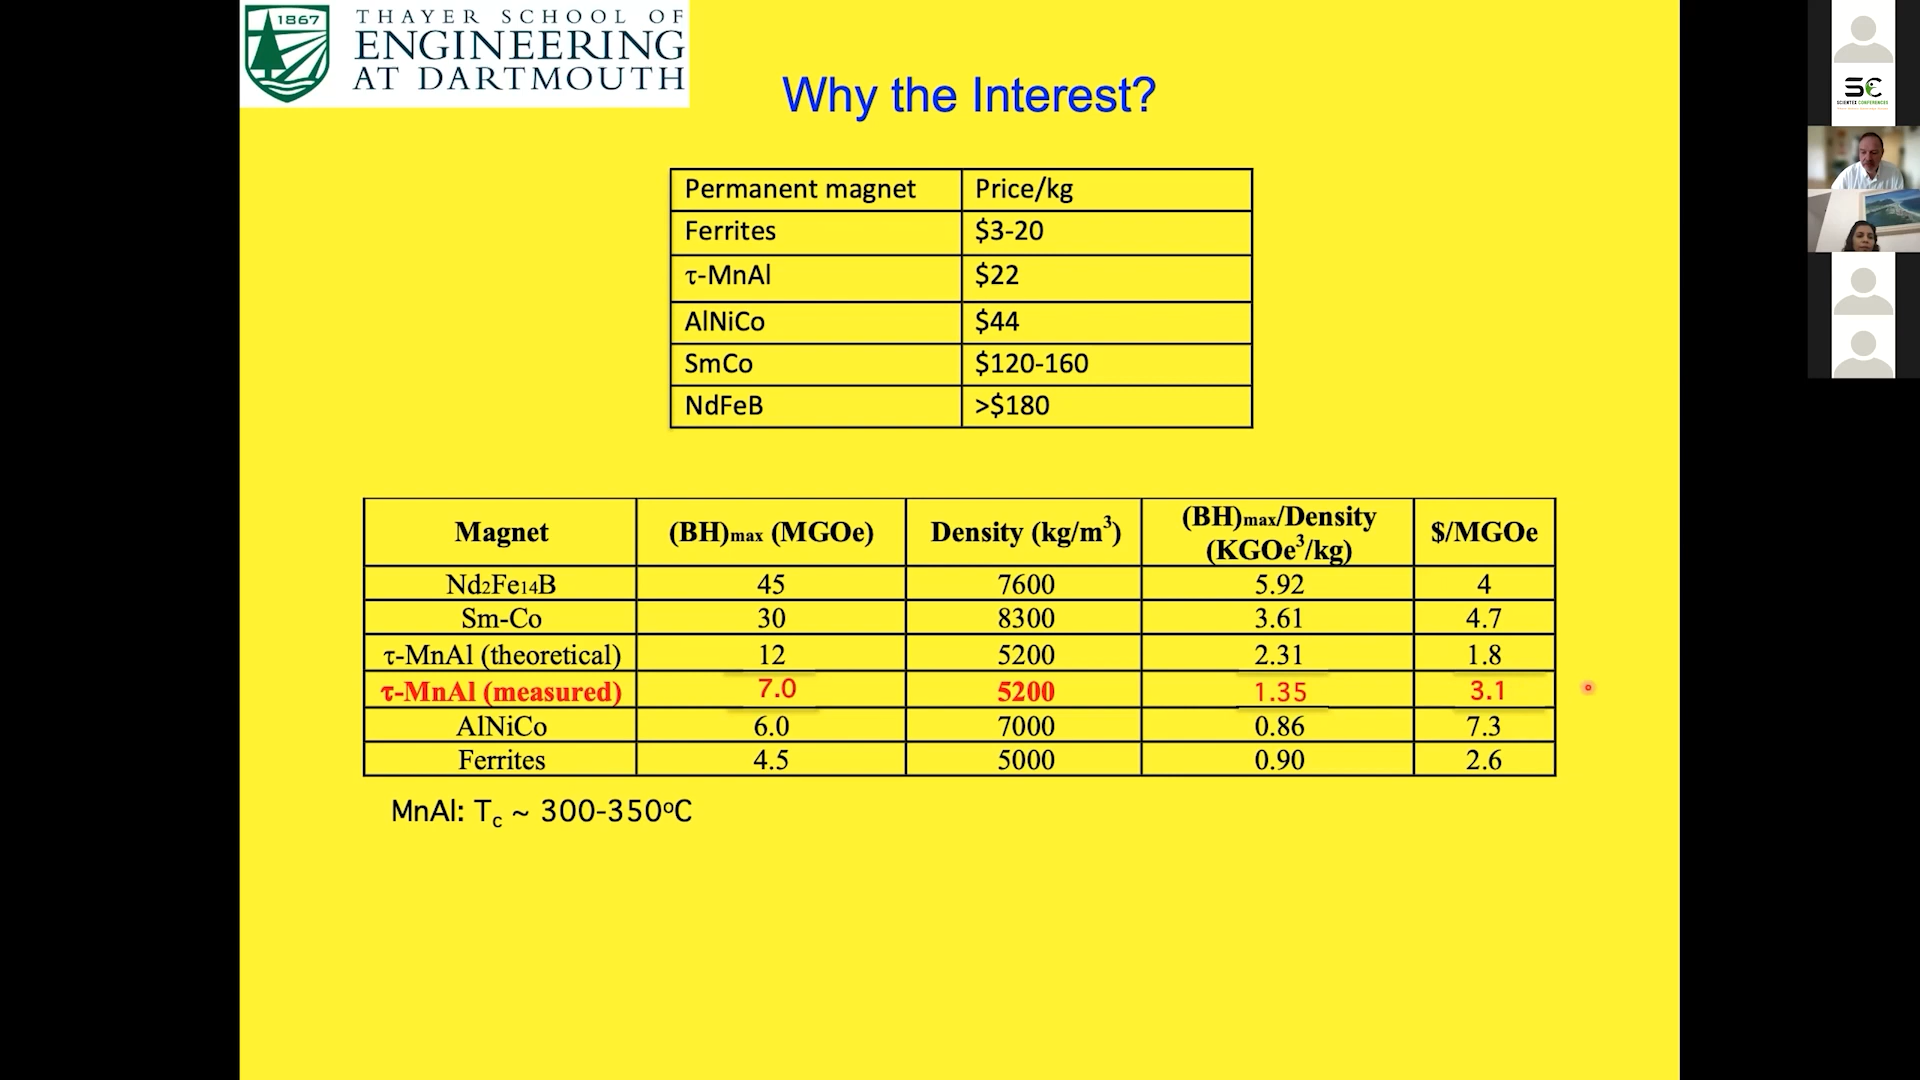 1867
THAYER SCHOOL OF
ENGINEERING
AT DARTMOUTH
Why the Interest?
Permanent magnet Price/kg
Ferrites $3-20
τ-MnAl $22
AlNiCo $44
SmCo $120-160
NdFeB >$180
Magnet (BH)max (MGOe) Density (kg/m³) (BH)max/Density (KGOe³/kg) $/MGOe
Nd2Fe14B 45 7600 5.92 4
Sm-Co 30 8300 3.61 4.7
τ-MnAl (theoretical) 12 5200 2.31 1.8
τ-MnAl (measured) 7.0 5200 1.35 3.1
AlNiCo 6.0 7000 0.86 7.3
Ferrites 4.5 5000 0.90 2.6
MnAl: Tc ~ 300-350ºC
SCIENTEX CONFERENCES